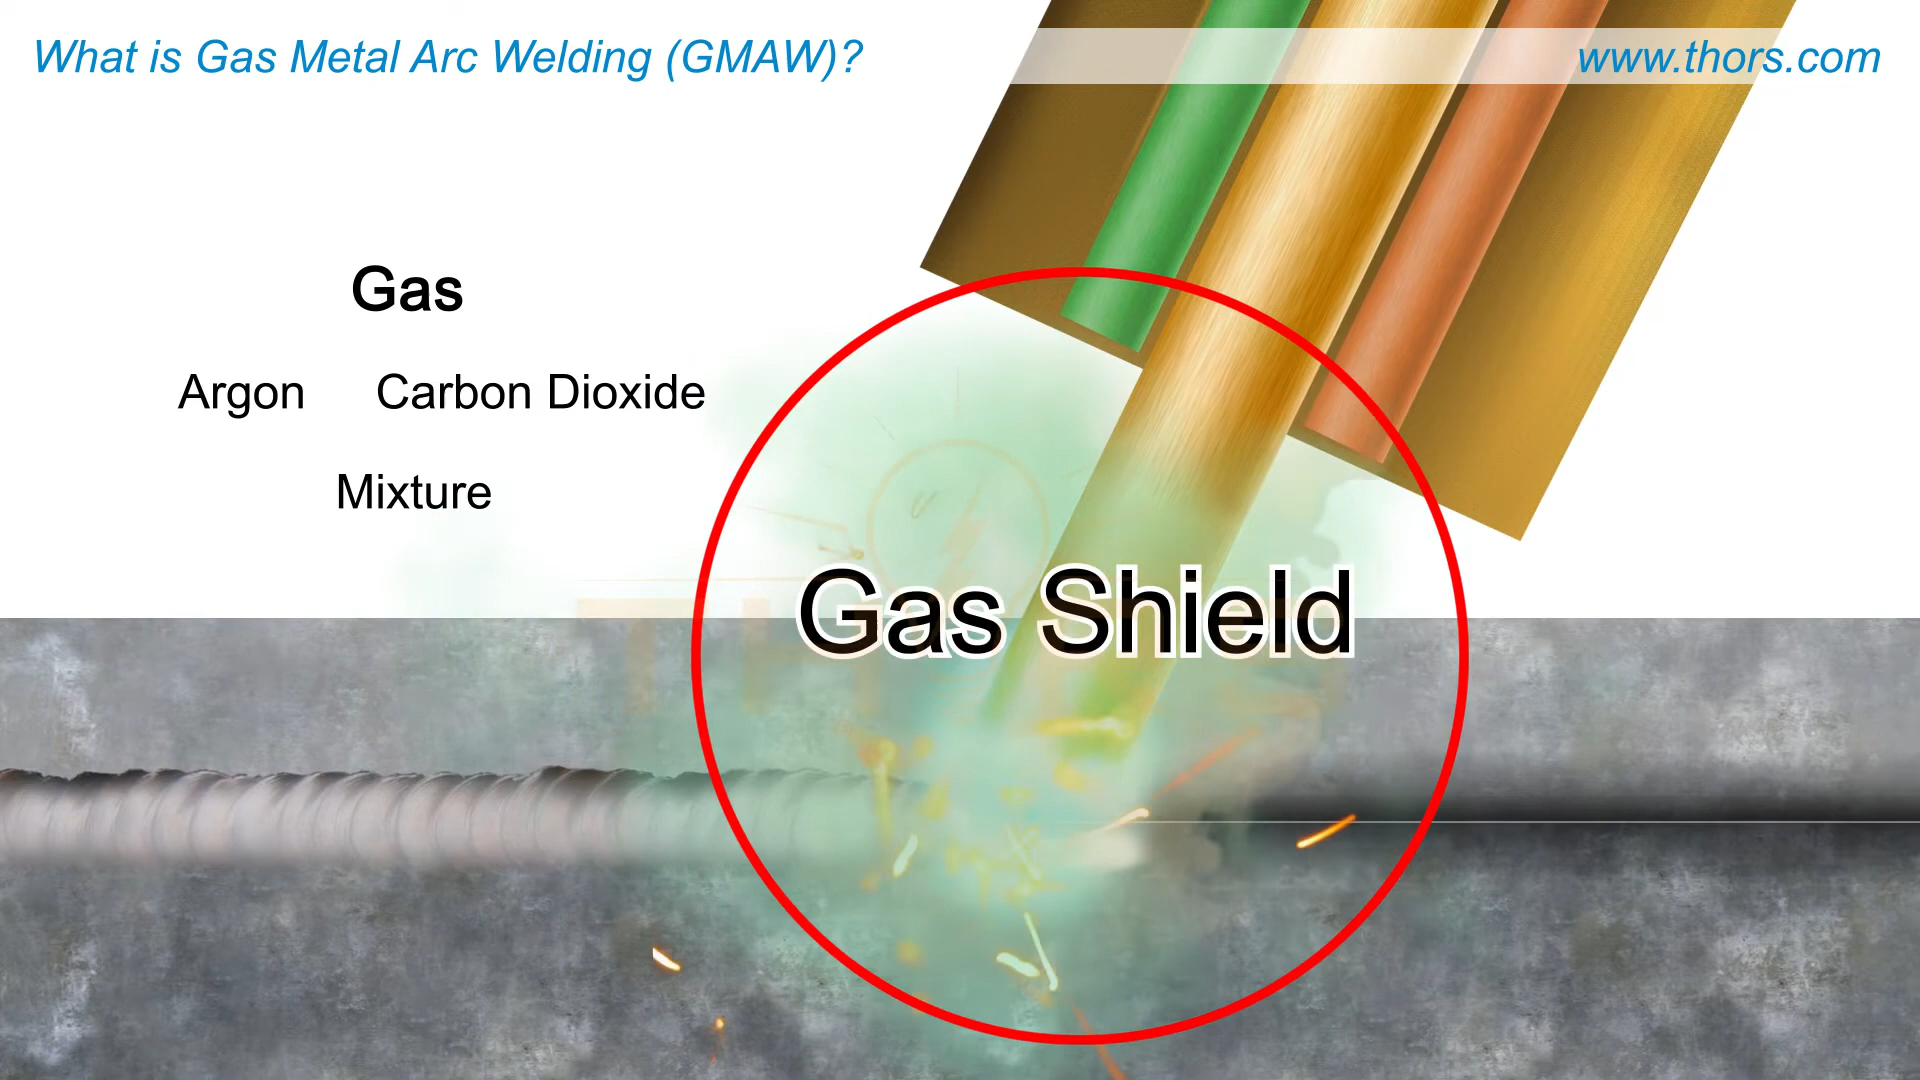 What is Gas Metal Arc Welding (GMAW)?
www.thors.com
Gas
Argon Carbon Dioxide
Mixture
Gas Shield